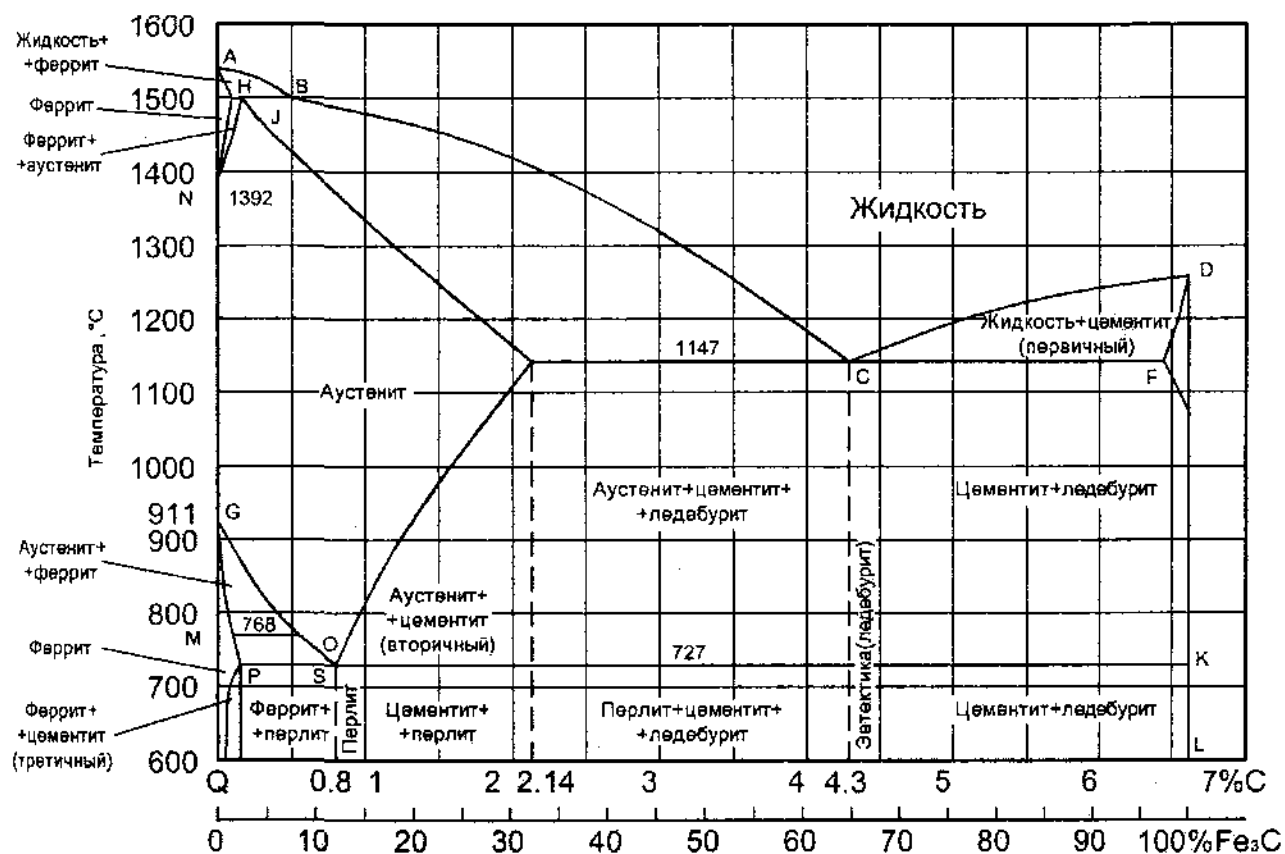 1600
Жидкость+
+феррит
A
H
B
1500
Феррит
J
Феррит+
+аустенит
1400
N
1392
Жидкость
1300
D
1200
Жидкость+цементит
(первичный)
1147
C
F
Температура, °C
1100
Аустенит
1000
Аустенит+цементит+
+ледебурит
Цементит+ледебурит
911
G
900
Аустенит+
+феррит
800
Аустенит+
+цементит
(вторичный)
Эвтектика(ледебурит)
M
768
O
727
K
Феррит
P
S
700
Феррит+
+цементит
(третичный)
Феррит+
+перлит
Перлит
Цементит+
+перлит
Перлит+цементит+
+ледебурит
Цементит+ледебурит
L
600
Q 0.8 1 2 2.14 3 4 4.3 5 6 7%C
0 10 20 30 40 50 60 70 80 90 100%Fe₃C